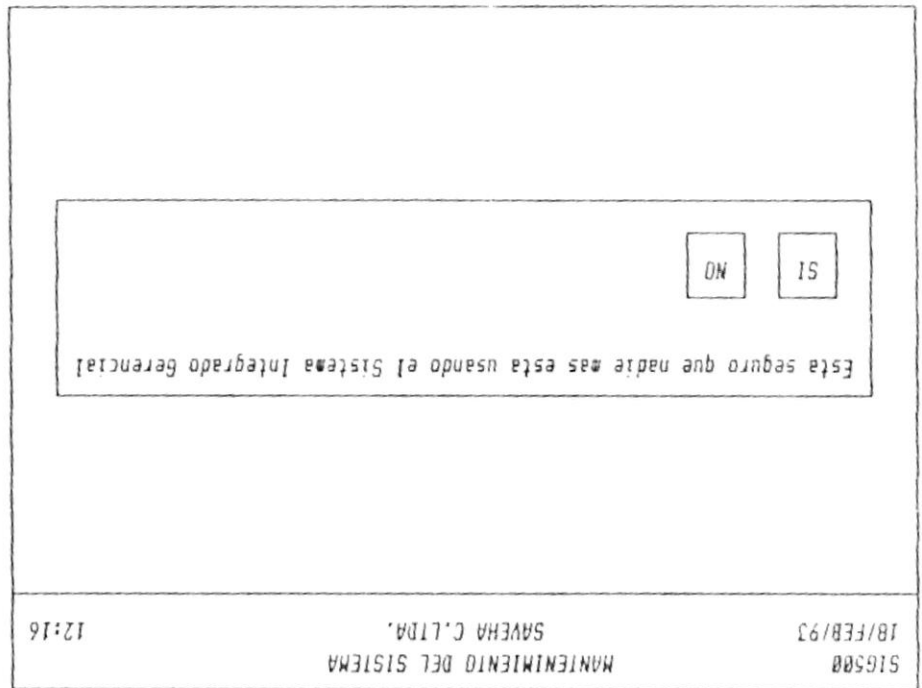 SIG500 MANTENIMIENTO DEL SISTEMA
18/FEB/93 SAVEHA C.LTDA. 12:16
Esta seguro que nadie mas esta usando el Sistema Integrado Gerencial
SI NO